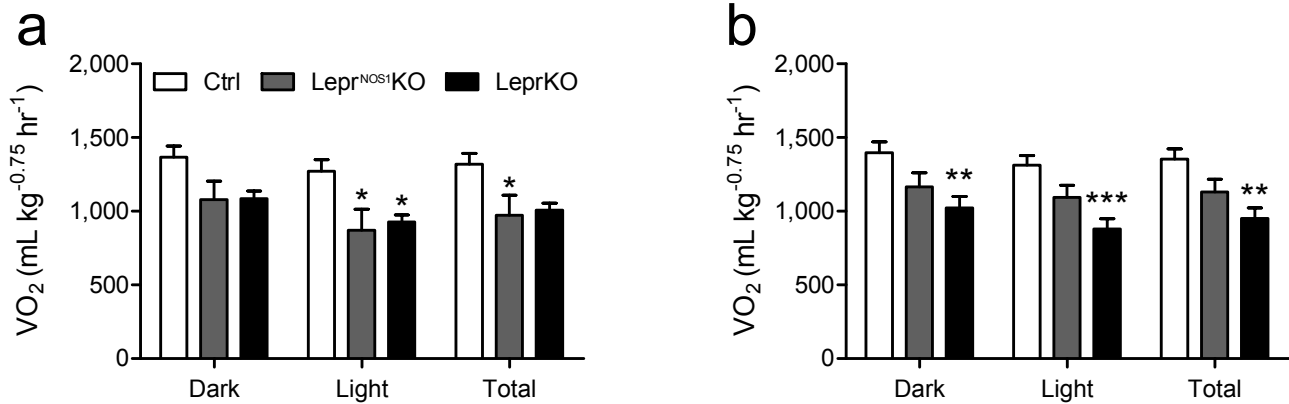 a
VO2 (mL kg-0.75 hr-1)
2,000
1,500
1,000
500
0
Ctrl LeprNOS1KO LeprKO
* * *
Dark Light Total
b
VO2 (mL kg-0.75 hr-1)
2,000
1,500
1,000
500
0
** *** **
Dark Light Total